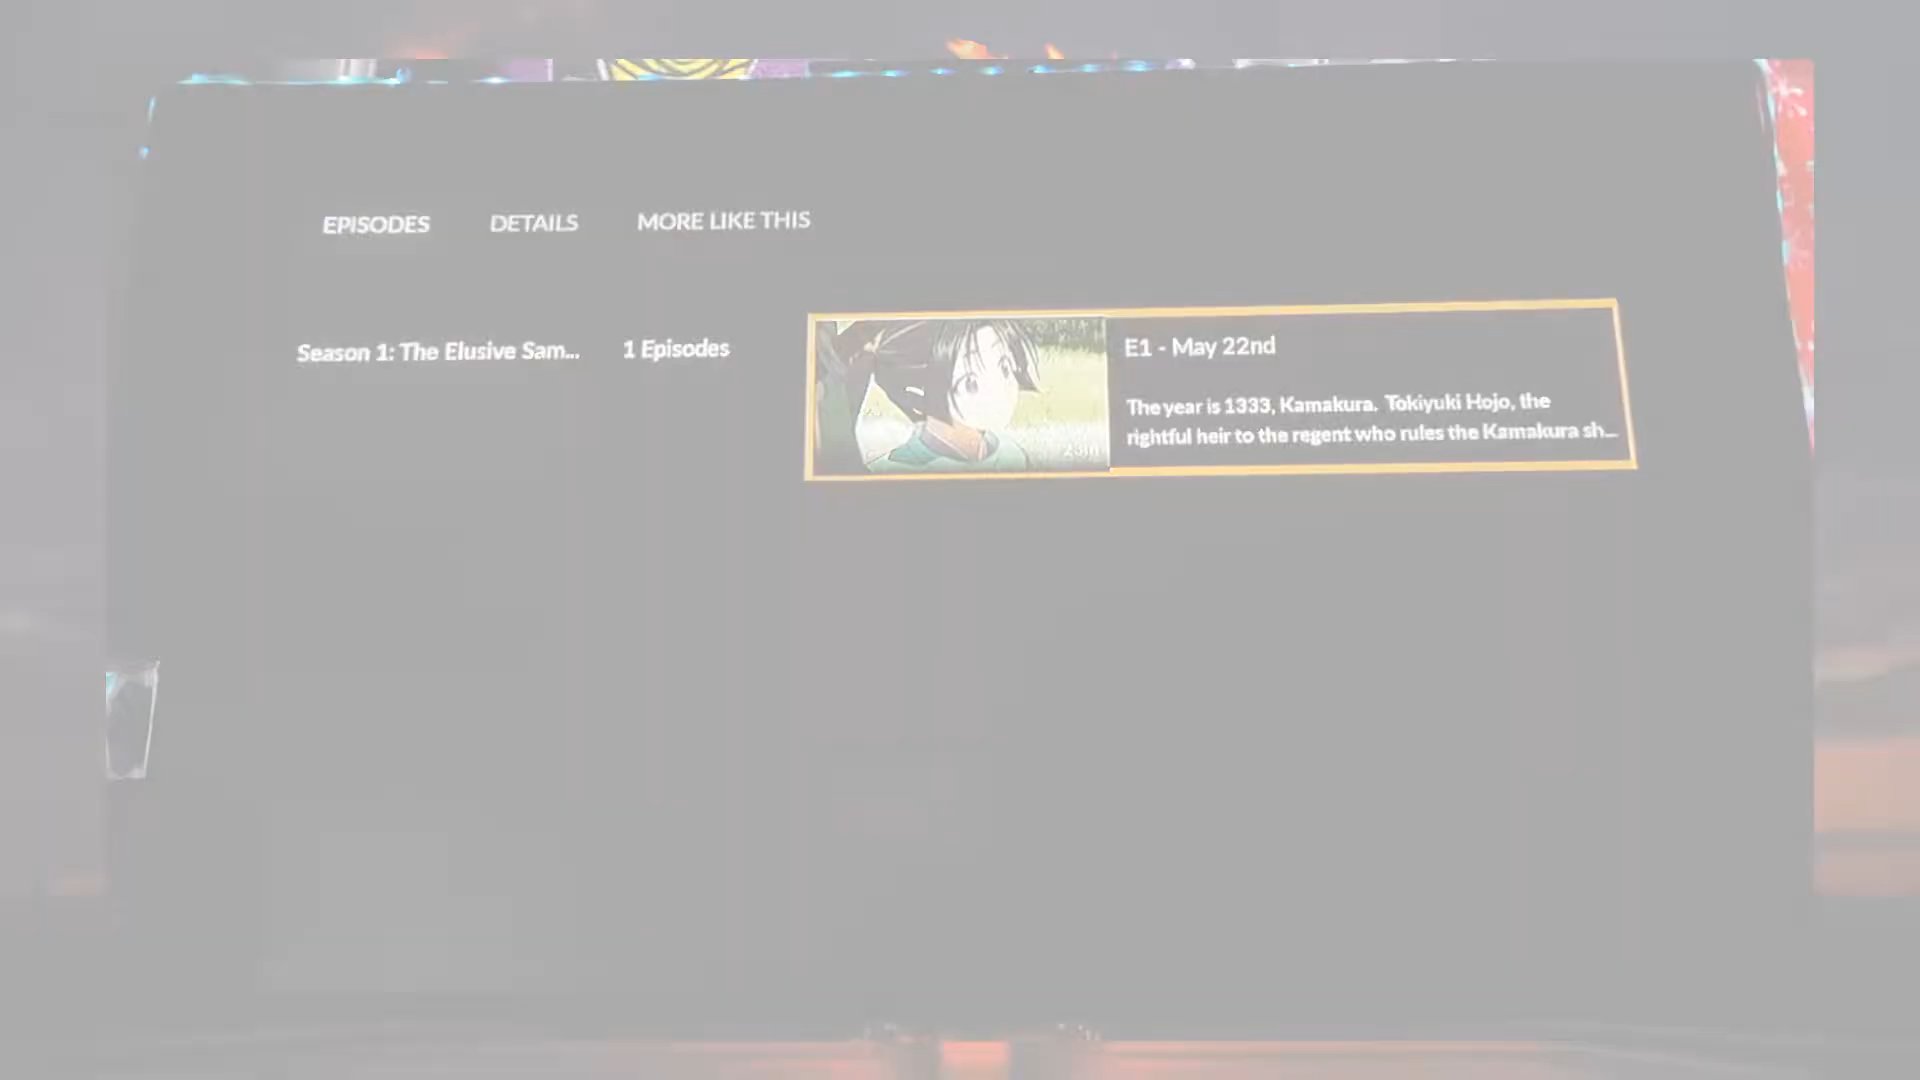 EPISODES DETAILS MORE LIKE THIS
Season 1: The Elusive Sam... 1 Episodes
E1 - May 22nd
The year is 1333, Kamakura. Tokiyuki Hojo, the
rightful heir to the regent who rules the Kamakura sh...